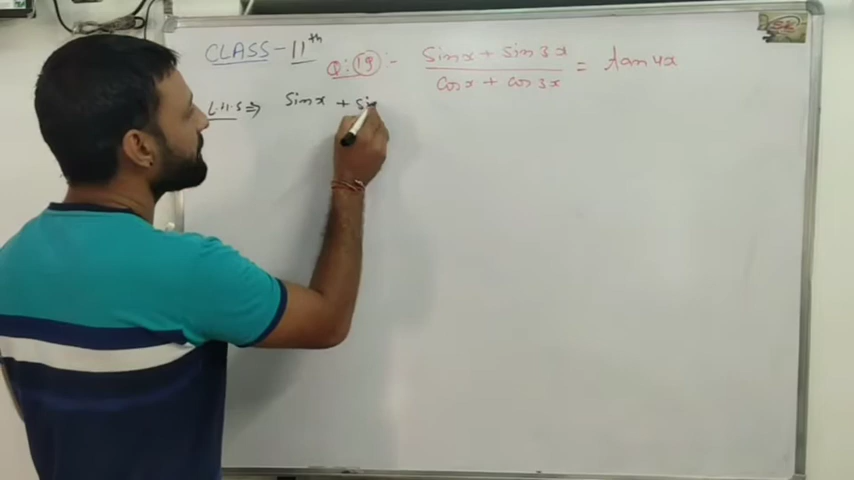 CLASS-11th
Q:19:- Sinx + Sin3x / Cosx + Cos3x = tan4x
L.H.S ⇒ Sinx + Si